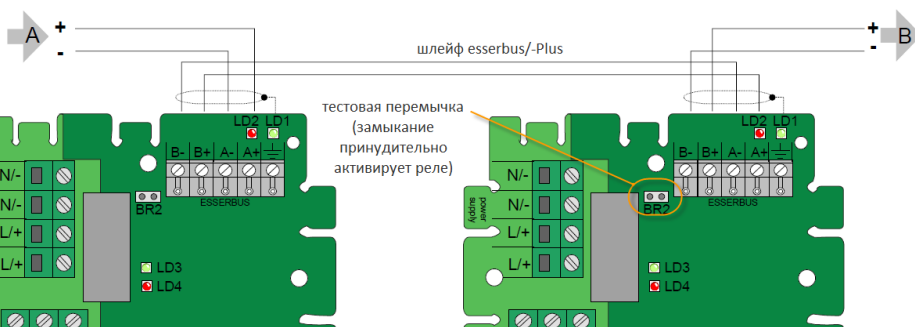 A
+
-
+
-
B
шлейф esserbus/-Plus
тестовая перемычка
(замыкание
принудительно
активирует реле)
LD2 LD1
B- B+ A- A+
ESSERBUS
N/-
N/-
L/+
L/+
BR2
LD3
LD4
LD2 LD1
B- B+ A- A+
ESSERBUS
power
supply
N/-
N/-
L/+
L/+
BR2
LD3
LD4